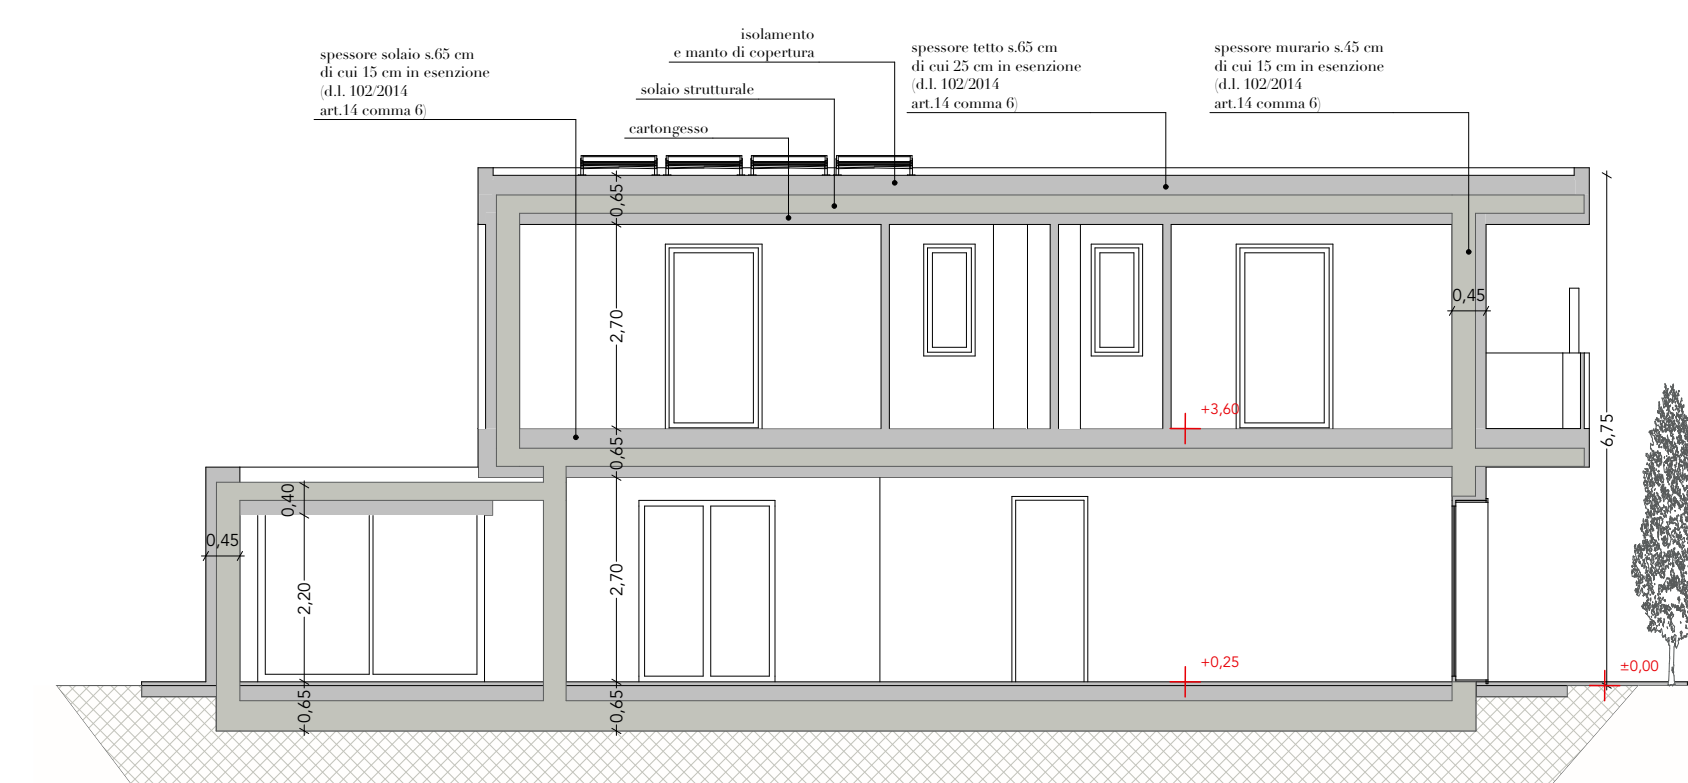 spessore solaio s.65 cm
di cui 15 cm in esenzione
(d.l. 102/2014
art.14 comma 6)
isolamento
e manto di copertura
solaio strutturale
cartongesso
spessore tetto s.65 cm
di cui 25 cm in esenzione
(d.l. 102/2014
art.14 comma 6)
spessore murario s.45 cm
di cui 15 cm in esenzione
(d.l. 102/2014
art.14 comma 6)
0,65
2,70
0,45
+3,60
6,75
0,65
0,40
0,45
2,20
2,70
+0,25
±0,00
0,65
0,65